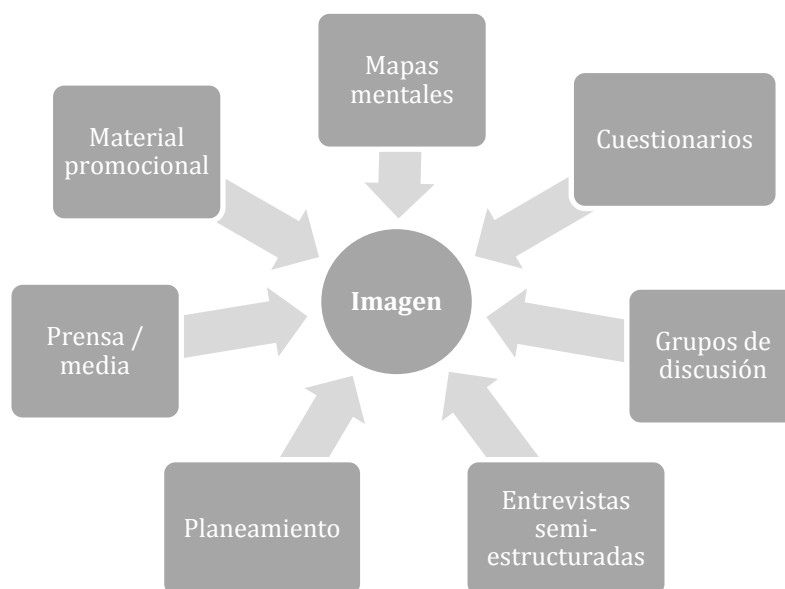 Mapas
mentales
Material
promocional
Cuestionarios
Imagen
Prensa /
media
Grupos de
discusión
Planeamiento
Entrevistas
semi-
estructuradas